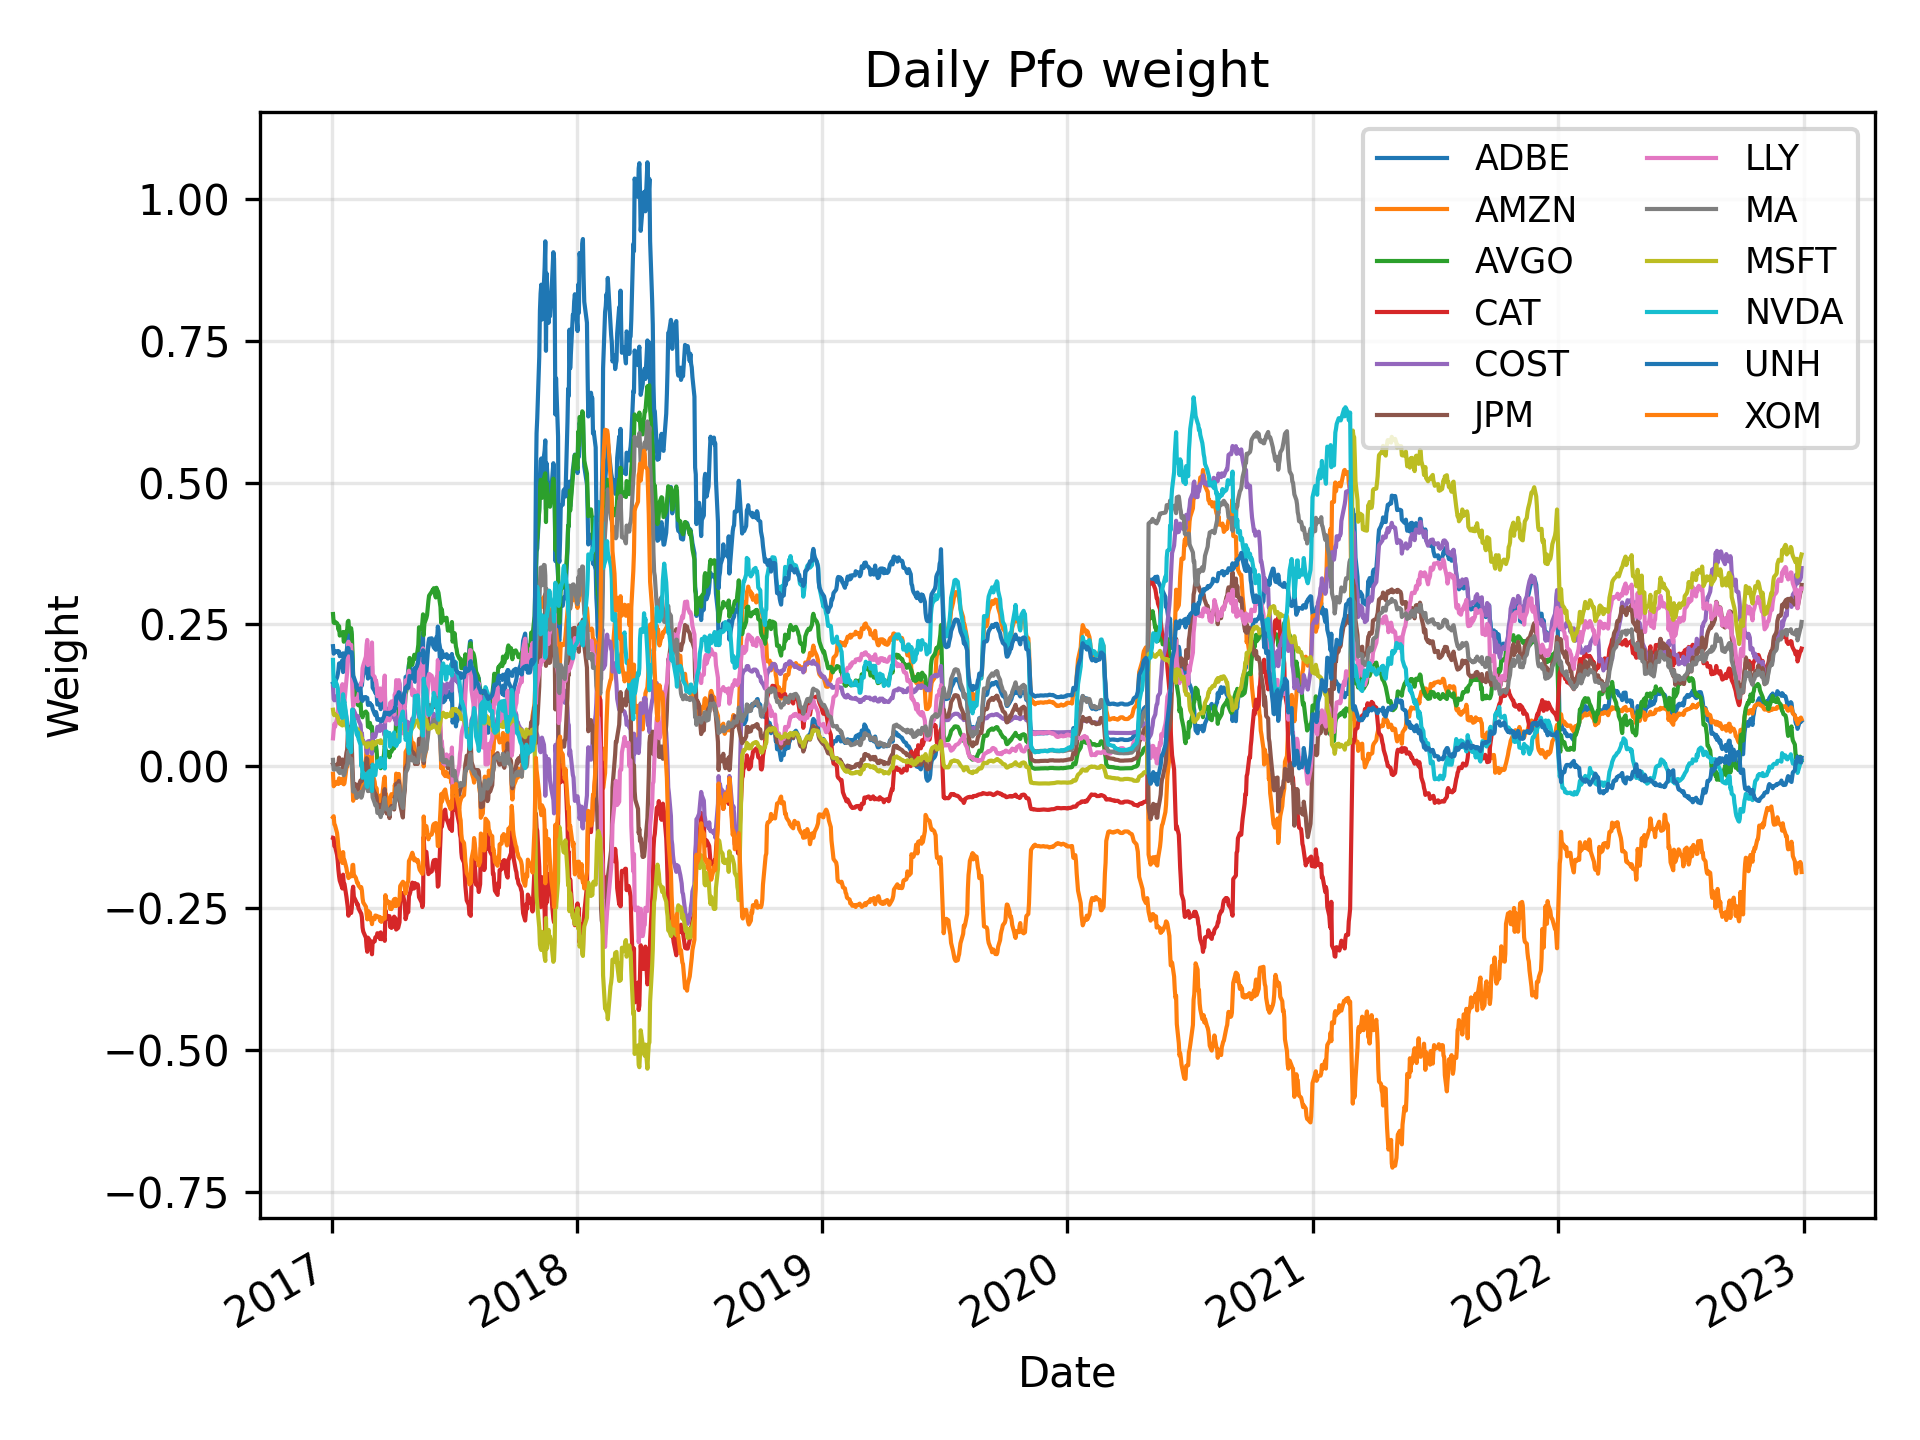 Daily Pfo weight
Weight
1.00
0.75
0.50
0.25
0.00
−0.25
−0.50
−0.75
ADBE
AMZN
AVGO
CAT
COST
JPM
LLY
MA
MSFT
NVDA
UNH
XOM
2017
2018
2019
2020
2021
2022
2023
Date